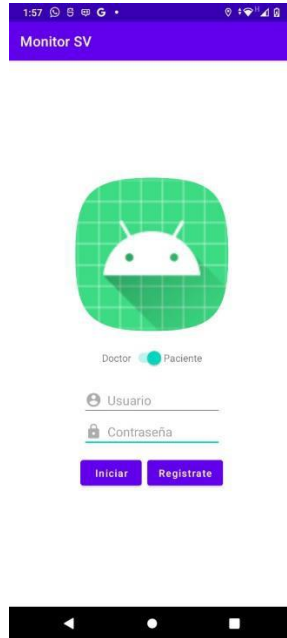 1:57
Monitor SV
Doctor Paciente
Usuario
Contraseña
Iniciar Registrate